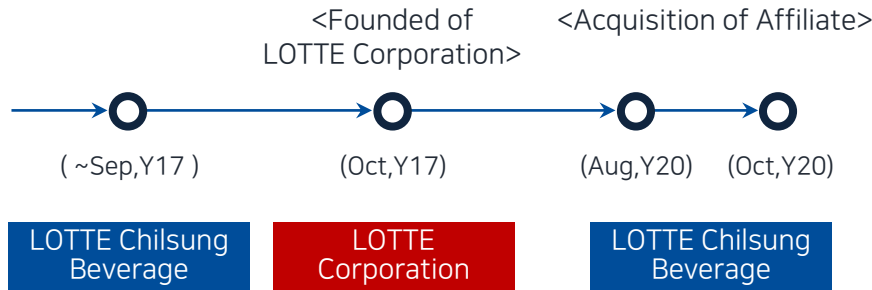 <Founded of
LOTTE Corporation>
<Acquisition of Affiliate>
( ~Sep,Y17 )
(Oct,Y17)
(Aug,Y20)
(Oct,Y20)
LOTTE Chilsung
Beverage
LOTTE
Corporation
LOTTE Chilsung
Beverage